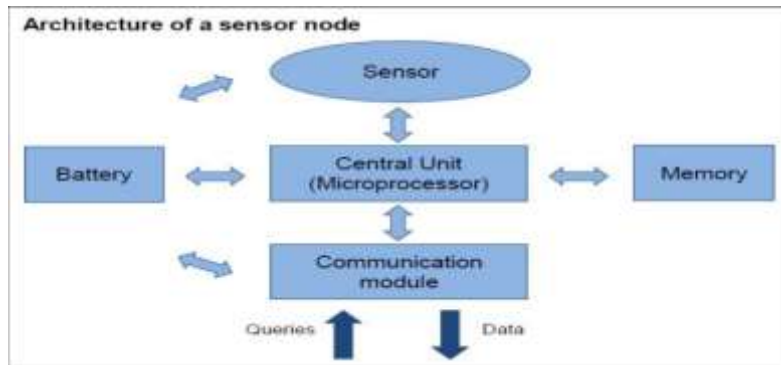 Architecture of a sensor node
Sensor
Battery
Central Unit
(Microprocessor)
Memory
Communication
module
Queries
Data